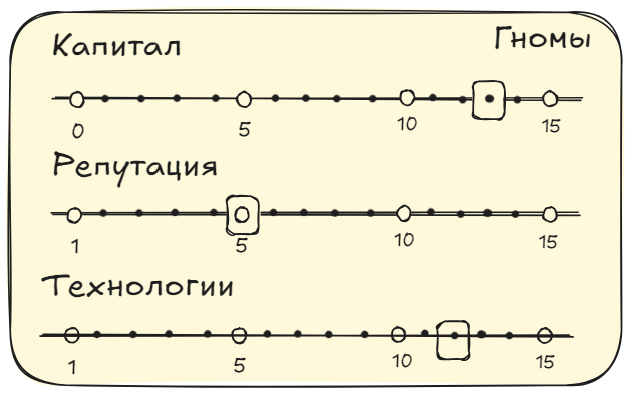 Капитал
Гномы
0 5 10 15
Репутация
1 5 10 15
Технологии
1 5 10 15